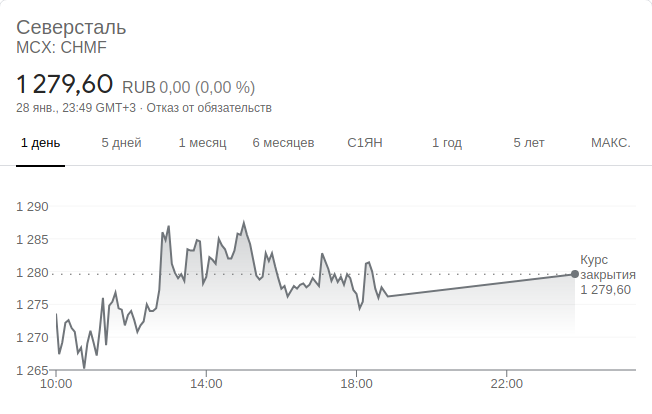 Северсталь
MCX: CHMF
1 279,60 RUB 0,00 (0,00 %)
28 янв., 23:49 GMT+3 · Отказ от обязательств
1 день 5 дней 1 месяц 6 месяцев С1ЯН 1 год 5 лет МАКС.
1 290
1 285
1 280
1 275
1 270
1 265
Курс
закрытия
1 279,60
10:00 14:00 18:00 22:00